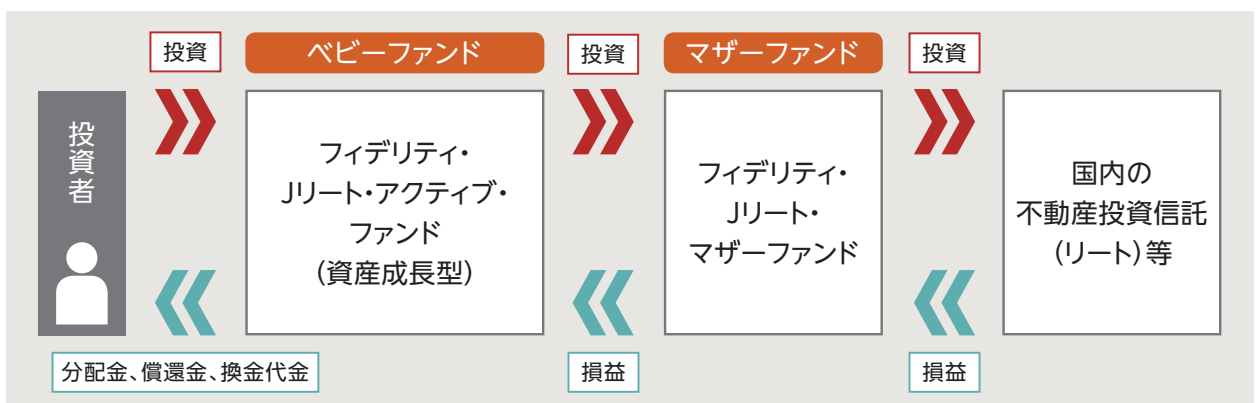 投資
ベビーファンド
投資
マザーファンド
投資
投資者
フィデリティ・
Jリート・アクティブ・
ファンド
(資産成長型)
フィデリティ・
Jリート・
マザーファンド
国内の
不動産投資信託
(リート)等
分配金、償還金、換金代金
損益
損益